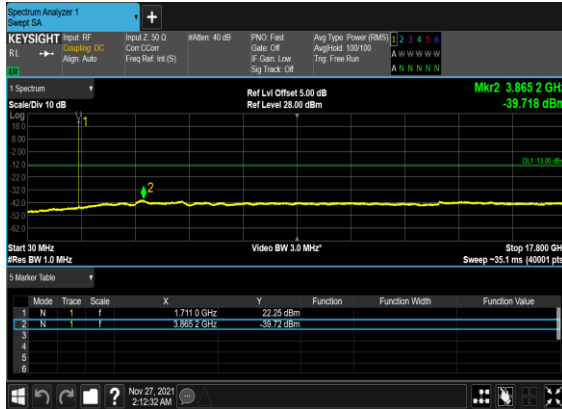 Spectrum Analyzer 1
Swept SA
+
KEYSIGHT Input: RF Input Z: 50 Ω #Atten: 40 dB PNO: Fast Avg Type: Power (RMS) 1 2 3 4 5 6
RL Coupling: DC Corr CCorr Gate: Off Avg|Hold: 100/100 A W W W W W
Align: Auto Freq Ref: Int (S) IF Gain: Low Trig: Free Run
LU Sig Track: Off A N N N N N
1 Spectrum Ref Lvl Offset 5.00 dB Mkr2 3.865 2 GHz
Scale/Div 10 dB Ref Level 28.00 dBm -39.718 dBm
Log
18.0
8.00
-2.00
-12.0
-22.0
-32.0
-42.0
-52.0
-62.0
1
2
DL1 -13.00 dBm
Start 30 MHz Video BW 3.0 MHz* Stop 17.800 GHz
#Res BW 1.0 MHz Sweep ~35.1 ms (40001 pts)
5 Marker Table
Mode Trace Scale X Y Function Function Width Function Value
1 N 1 f 1.711 0 GHz 22.25 dBm
2 N 1 f 3.865 2 GHz -39.72 dBm
3
4
5
6
? Nov 27, 2021
2:12:32 AM